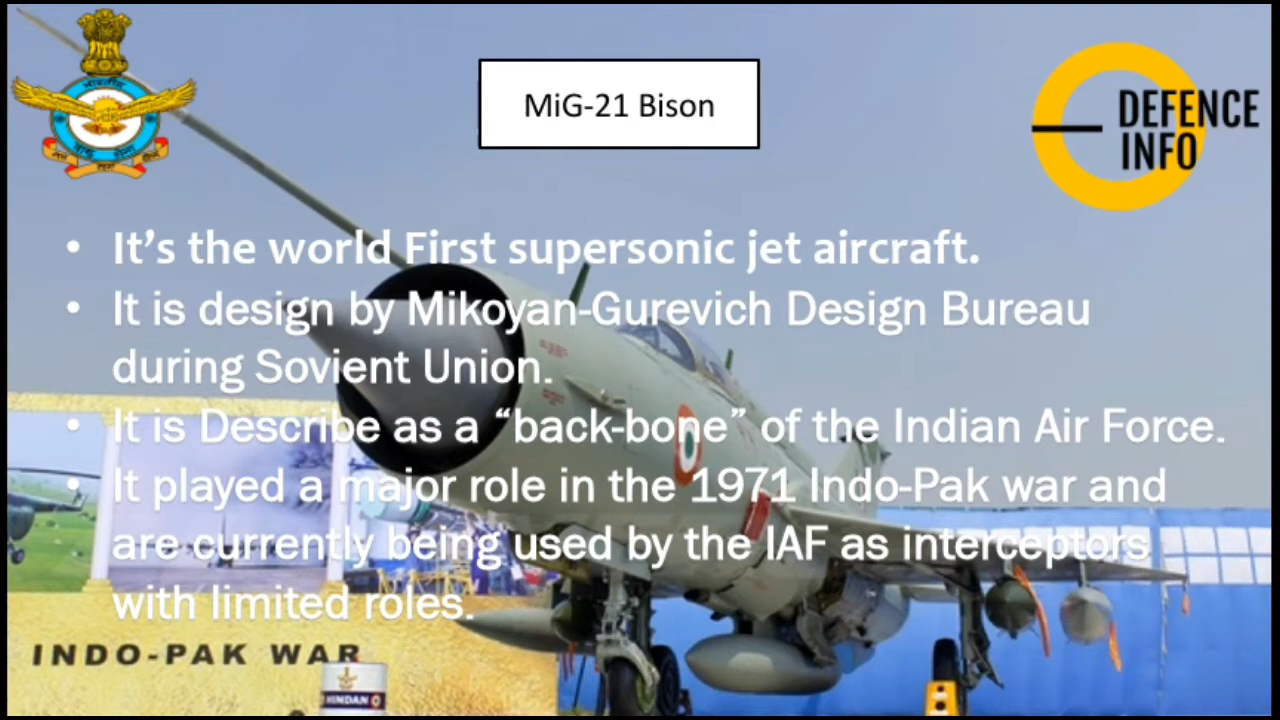 MiG-21 Bison
DEFENCE
INFO
• It’s the world First supersonic jet aircraft.
• It is design by Mikoyan-Gurevich Design Bureau
during Sovient Union.
• It is Describe as a “back-bone” of the Indian Air Force.
• It played a major role in the 1971 Indo-Pak war and
are currently being used by the IAF as interceptors
with limited roles.
INDO-PAK WAR
HINDAN